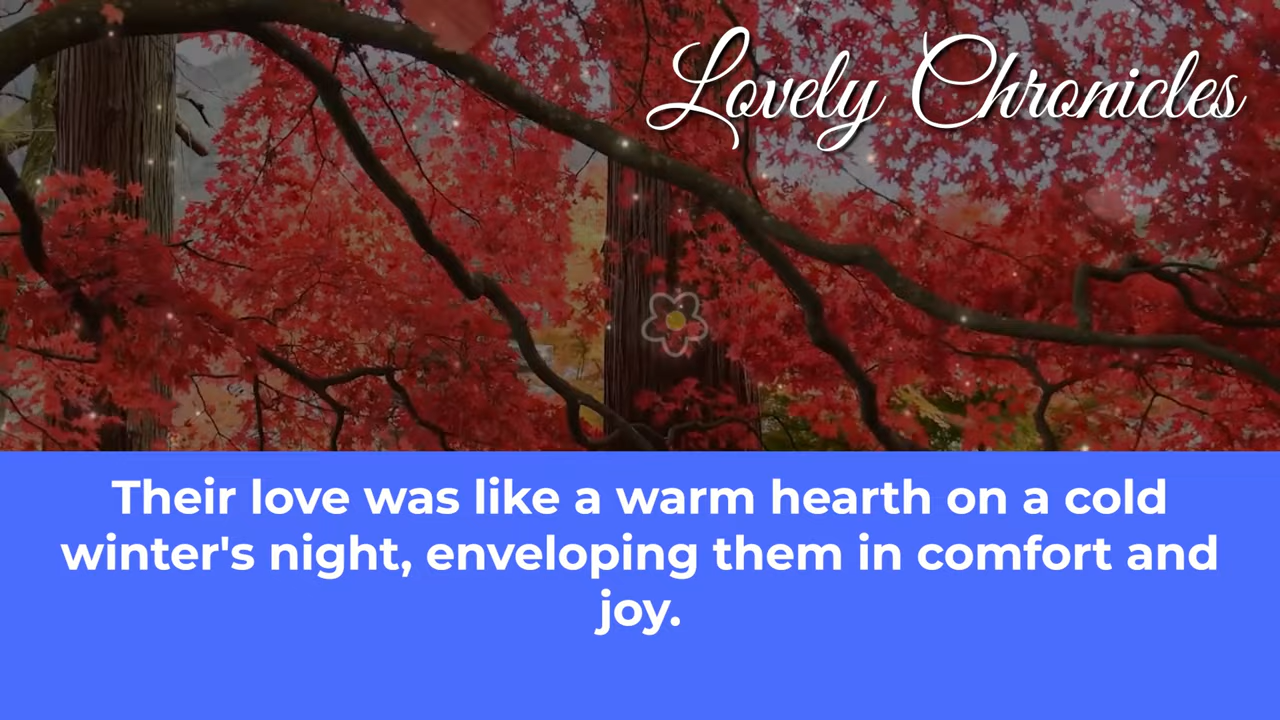 Lovely Chronicles
Their love was like a warm hearth on a cold
winter's night, enveloping them in comfort and
joy.